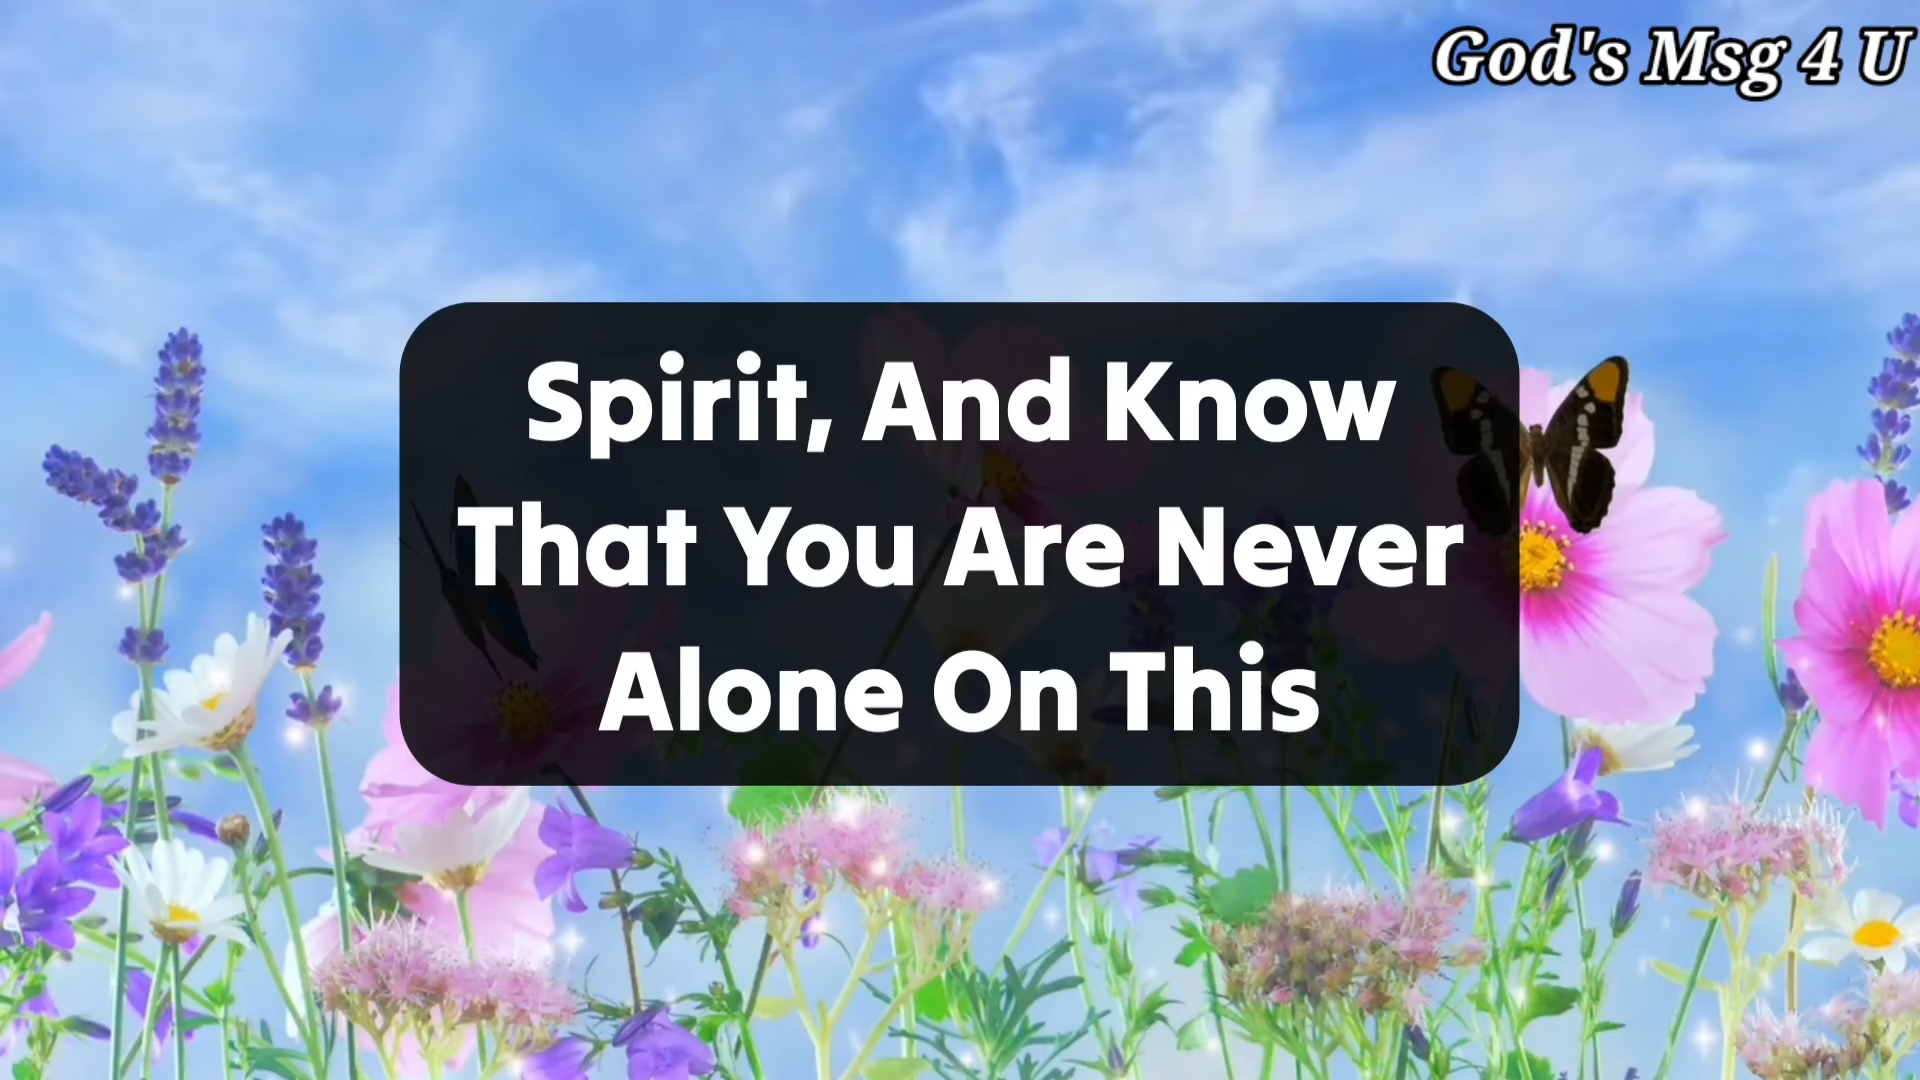 God's Msg 4 U
Spirit, And Know
That You Are Never
Alone On This